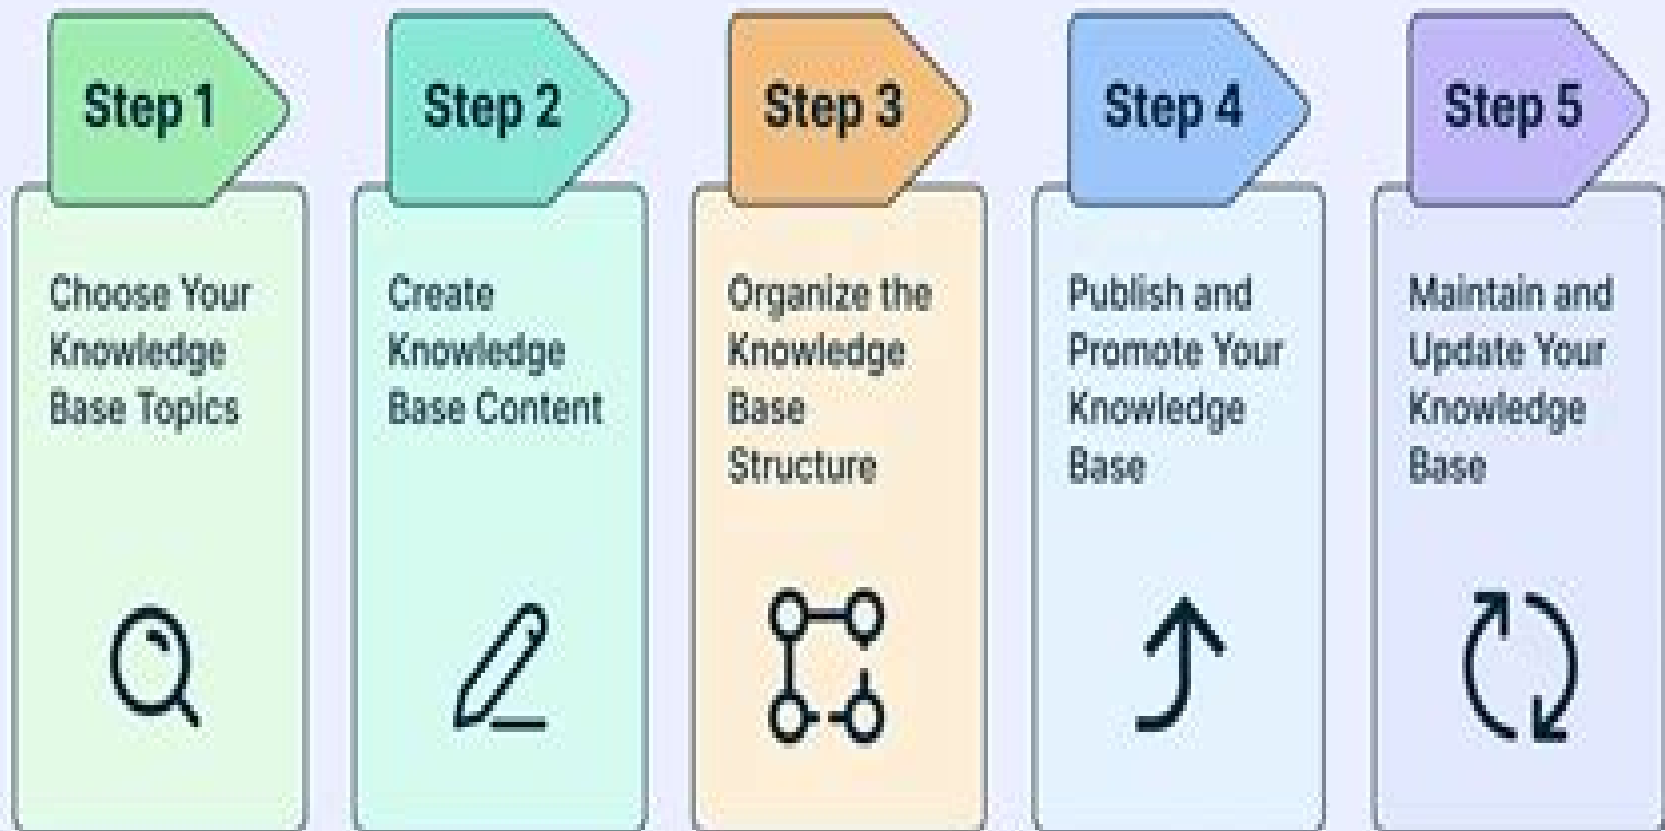 Step 1
Choose Your
Knowledge
Base Topics
Step 2
Create
Knowledge
Base Content
Step 3
Organize the
Knowledge
Base
Structure
Step 4
Publish and
Promote Your
Knowledge
Base
Step 5
Maintain and
Update Your
Knowledge
Base